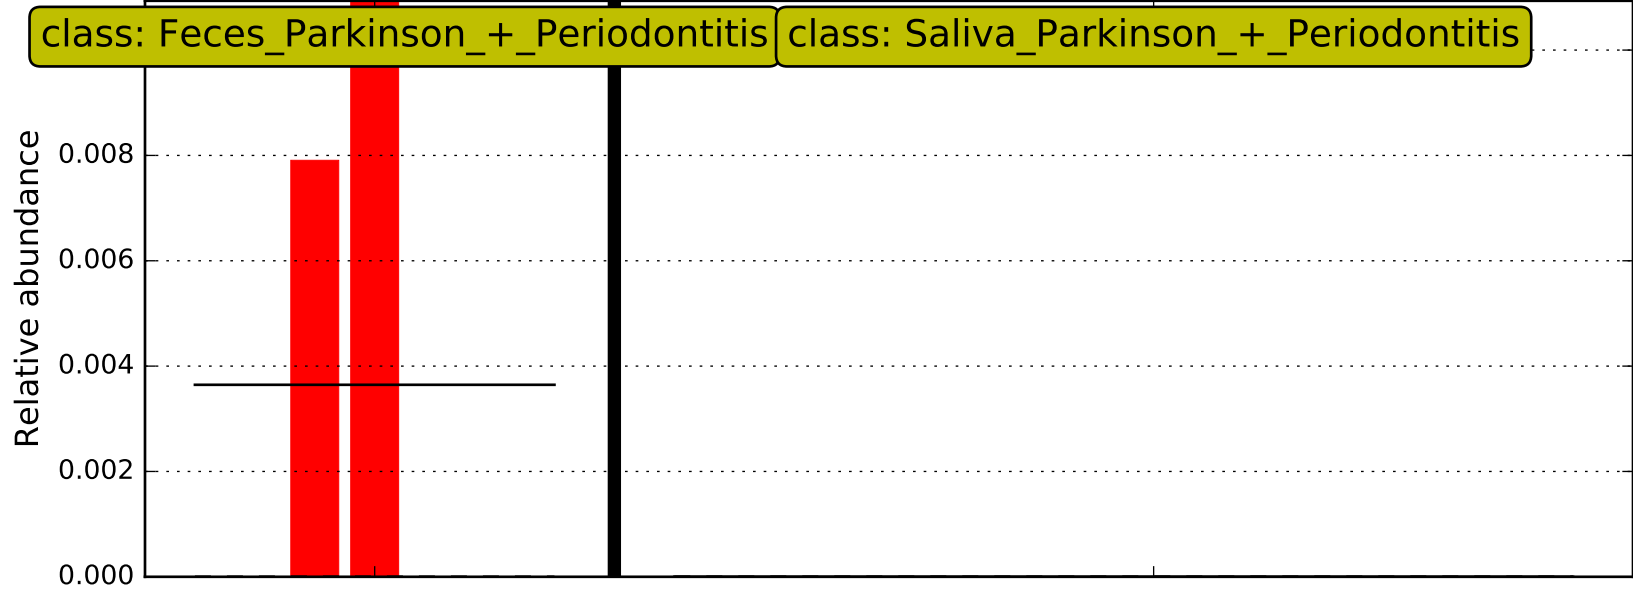 class: Feces_Parkinson_+_Periodontitis
class: Saliva_Parkinson_+_Periodontitis
Relative abundance
0.008
0.006
0.004
0.002
0.000